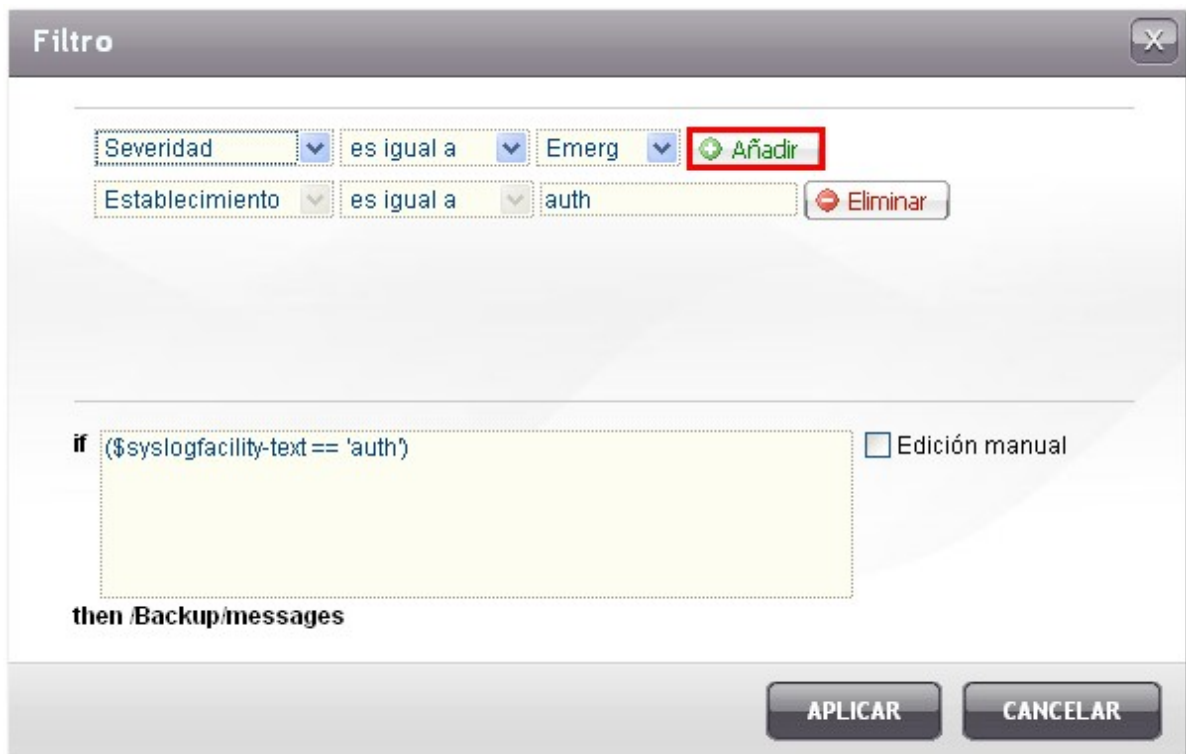 Filtro
Severidad es igual a Emerg Añadir
Establecimiento es igual a auth Eliminar
if ($syslogfacility-text == 'auth') Edición manual
then /Backup/messages
APLICAR CANCELAR